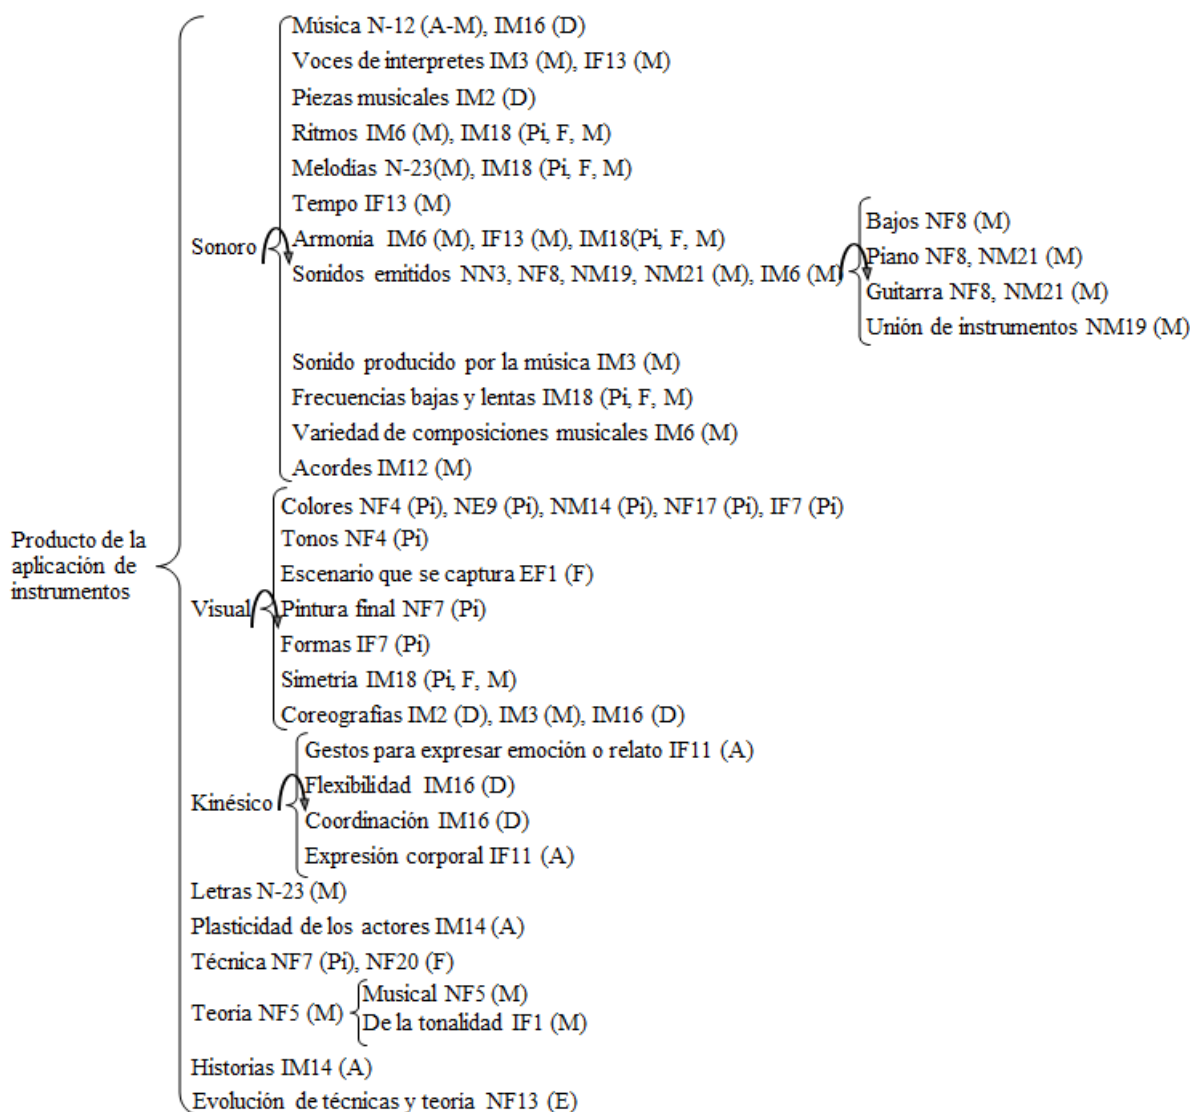 Producto de la
aplicación de
instrumentos
Sonoro
Música N-12 (A-M), IM16 (D)
Voces de interpretes IM3 (M), IF13 (M)
Piezas musicales IM2 (D)
Ritmos IM6 (M), IM18 (Pi, F, M)
Melodías N-23(M), IM18 (Pi, F, M)
Tempo IF13 (M)
Armonía IM6 (M), IF13 (M), IM18(Pi, F, M)
Sonidos emitidos NN3, NF8, NM19, NM21 (M), IM6 (M)
Bajos NF8 (M)
Piano NF8, NM21 (M)
Guitarra NF8, NM21 (M)
Unión de instrumentos NM19 (M)
Sonido producido por la música IM3 (M)
Frecuencias bajas y lentas IM18 (Pi, F, M)
Variedad de composiciones musicales IM6 (M)
Acordes IM12 (M)
Visual
Colores NF4 (Pi), NE9 (Pi), NM14 (Pi), NF17 (Pi), IF7 (Pi)
Tonos NF4 (Pi)
Escenario que se captura EF1 (F)
Pintura final NF7 (Pi)
Formas IF7 (Pi)
Simetría IM18 (Pi, F, M)
Coreografías IM2 (D), IM3 (M), IM16 (D)
Kinésico
Gestos para expresar emoción o relato IF11 (A)
Flexibilidad IM16 (D)
Coordinación IM16 (D)
Expresión corporal IF11 (A)
Letras N-23 (M)
Plasticidad de los actores IM14 (A)
Técnica NF7 (Pi), NF20 (F)
Teoría NF5 (M)
Musical NF5 (M)
De la tonalidad IF1 (M)
Historias IM14 (A)
Evolución de técnicas y teoría NF13 (E)